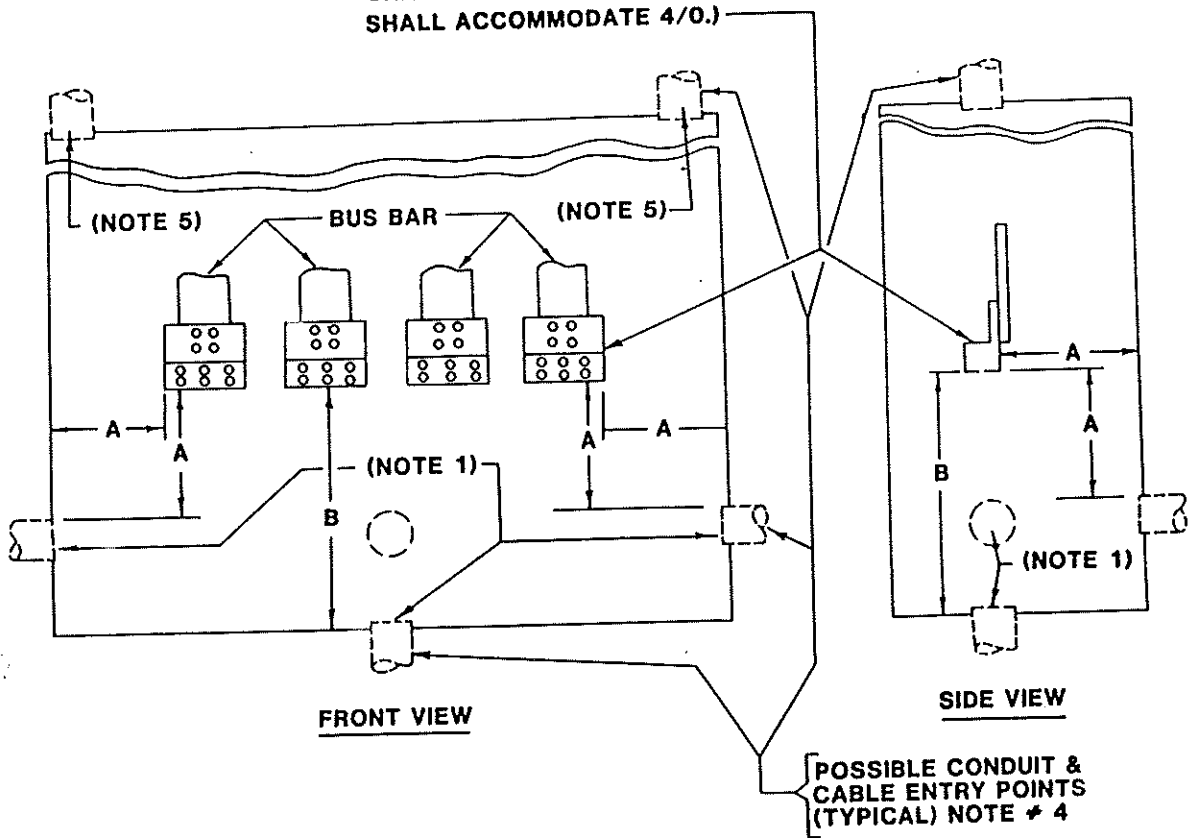 SHALL ACCOMMODATE 4/0.)
(NOTE 5)
BUS BAR
(NOTE 5)
A
A
B
(NOTE 1)
A
A
A
B
A
(NOTE 1)
FRONT VIEW
SIDE VIEW
POSSIBLE CONDUIT &
CABLE ENTRY POINTS
(TYPICAL) NOTE # 4